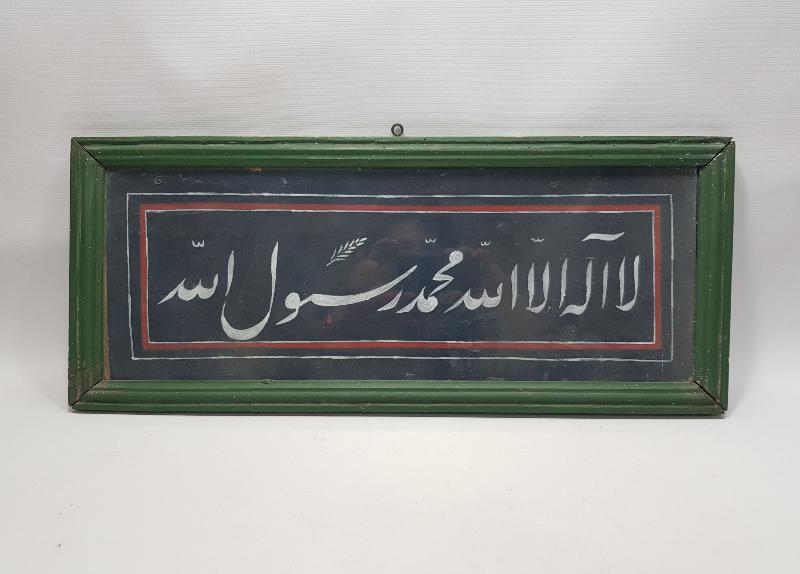 لا اله الا الله محمد رسول الله